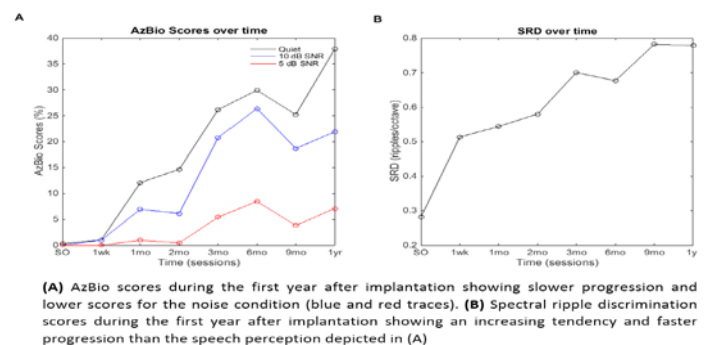 A
AzBio Scores over time
Quiet
10 dB SNR
5 dB SNR
40
35
30
25
20
15
10
5
0
AzBio Scores (%)
SO 1wk 1mo 2mo 3mo 6mo 9mo 1yr
Time (sessions)
B
SRD over time
0.8
0.7
0.6
0.5
0.4
0.3
0.2
SRD (ripples/octave)
SO 1wk 1mo 2mo 3mo 6mo 9mo 1y
Time (sessions)
(A) AzBio scores during the first year after implantation showing slower progression and
lower scores for the noise condition (blue and red traces). (B) Spectral ripple discrimination
scores during the first year after implantation showing an increasing tendency and faster
progression than the speech perception depicted in (A)